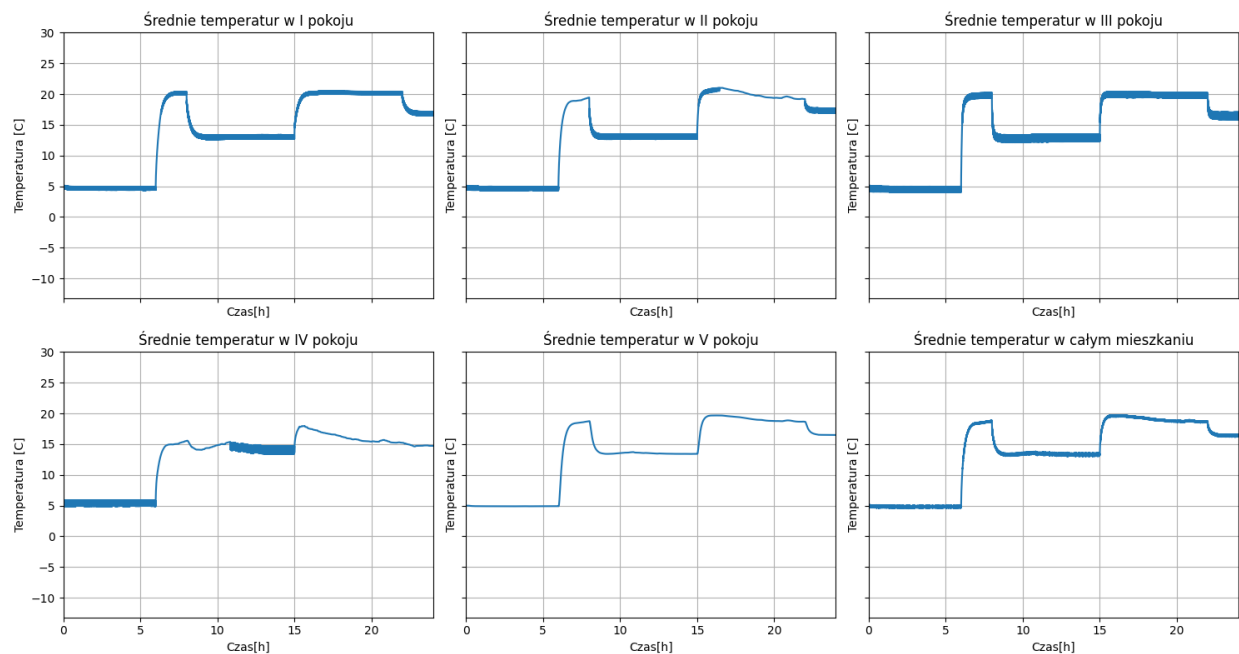 Średnie temperatur w I pokoju
Średnie temperatur w II pokoju
Średnie temperatur w III pokoju
30
25
20
15
10
5
0
−5
−10
Temperatura [C]
Temperatura [C]
Temperatura [C]
Czas[h]
Czas[h]
Czas[h]
Średnie temperatur w IV pokoju
Średnie temperatur w V pokoju
Średnie temperatur w całym mieszkaniu
30
25
20
15
10
5
0
−5
−10
Temperatura [C]
Temperatura [C]
Temperatura [C]
0 5 10 15 20
0 5 10 15 20
0 5 10 15 20
Czas[h]
Czas[h]
Czas[h]